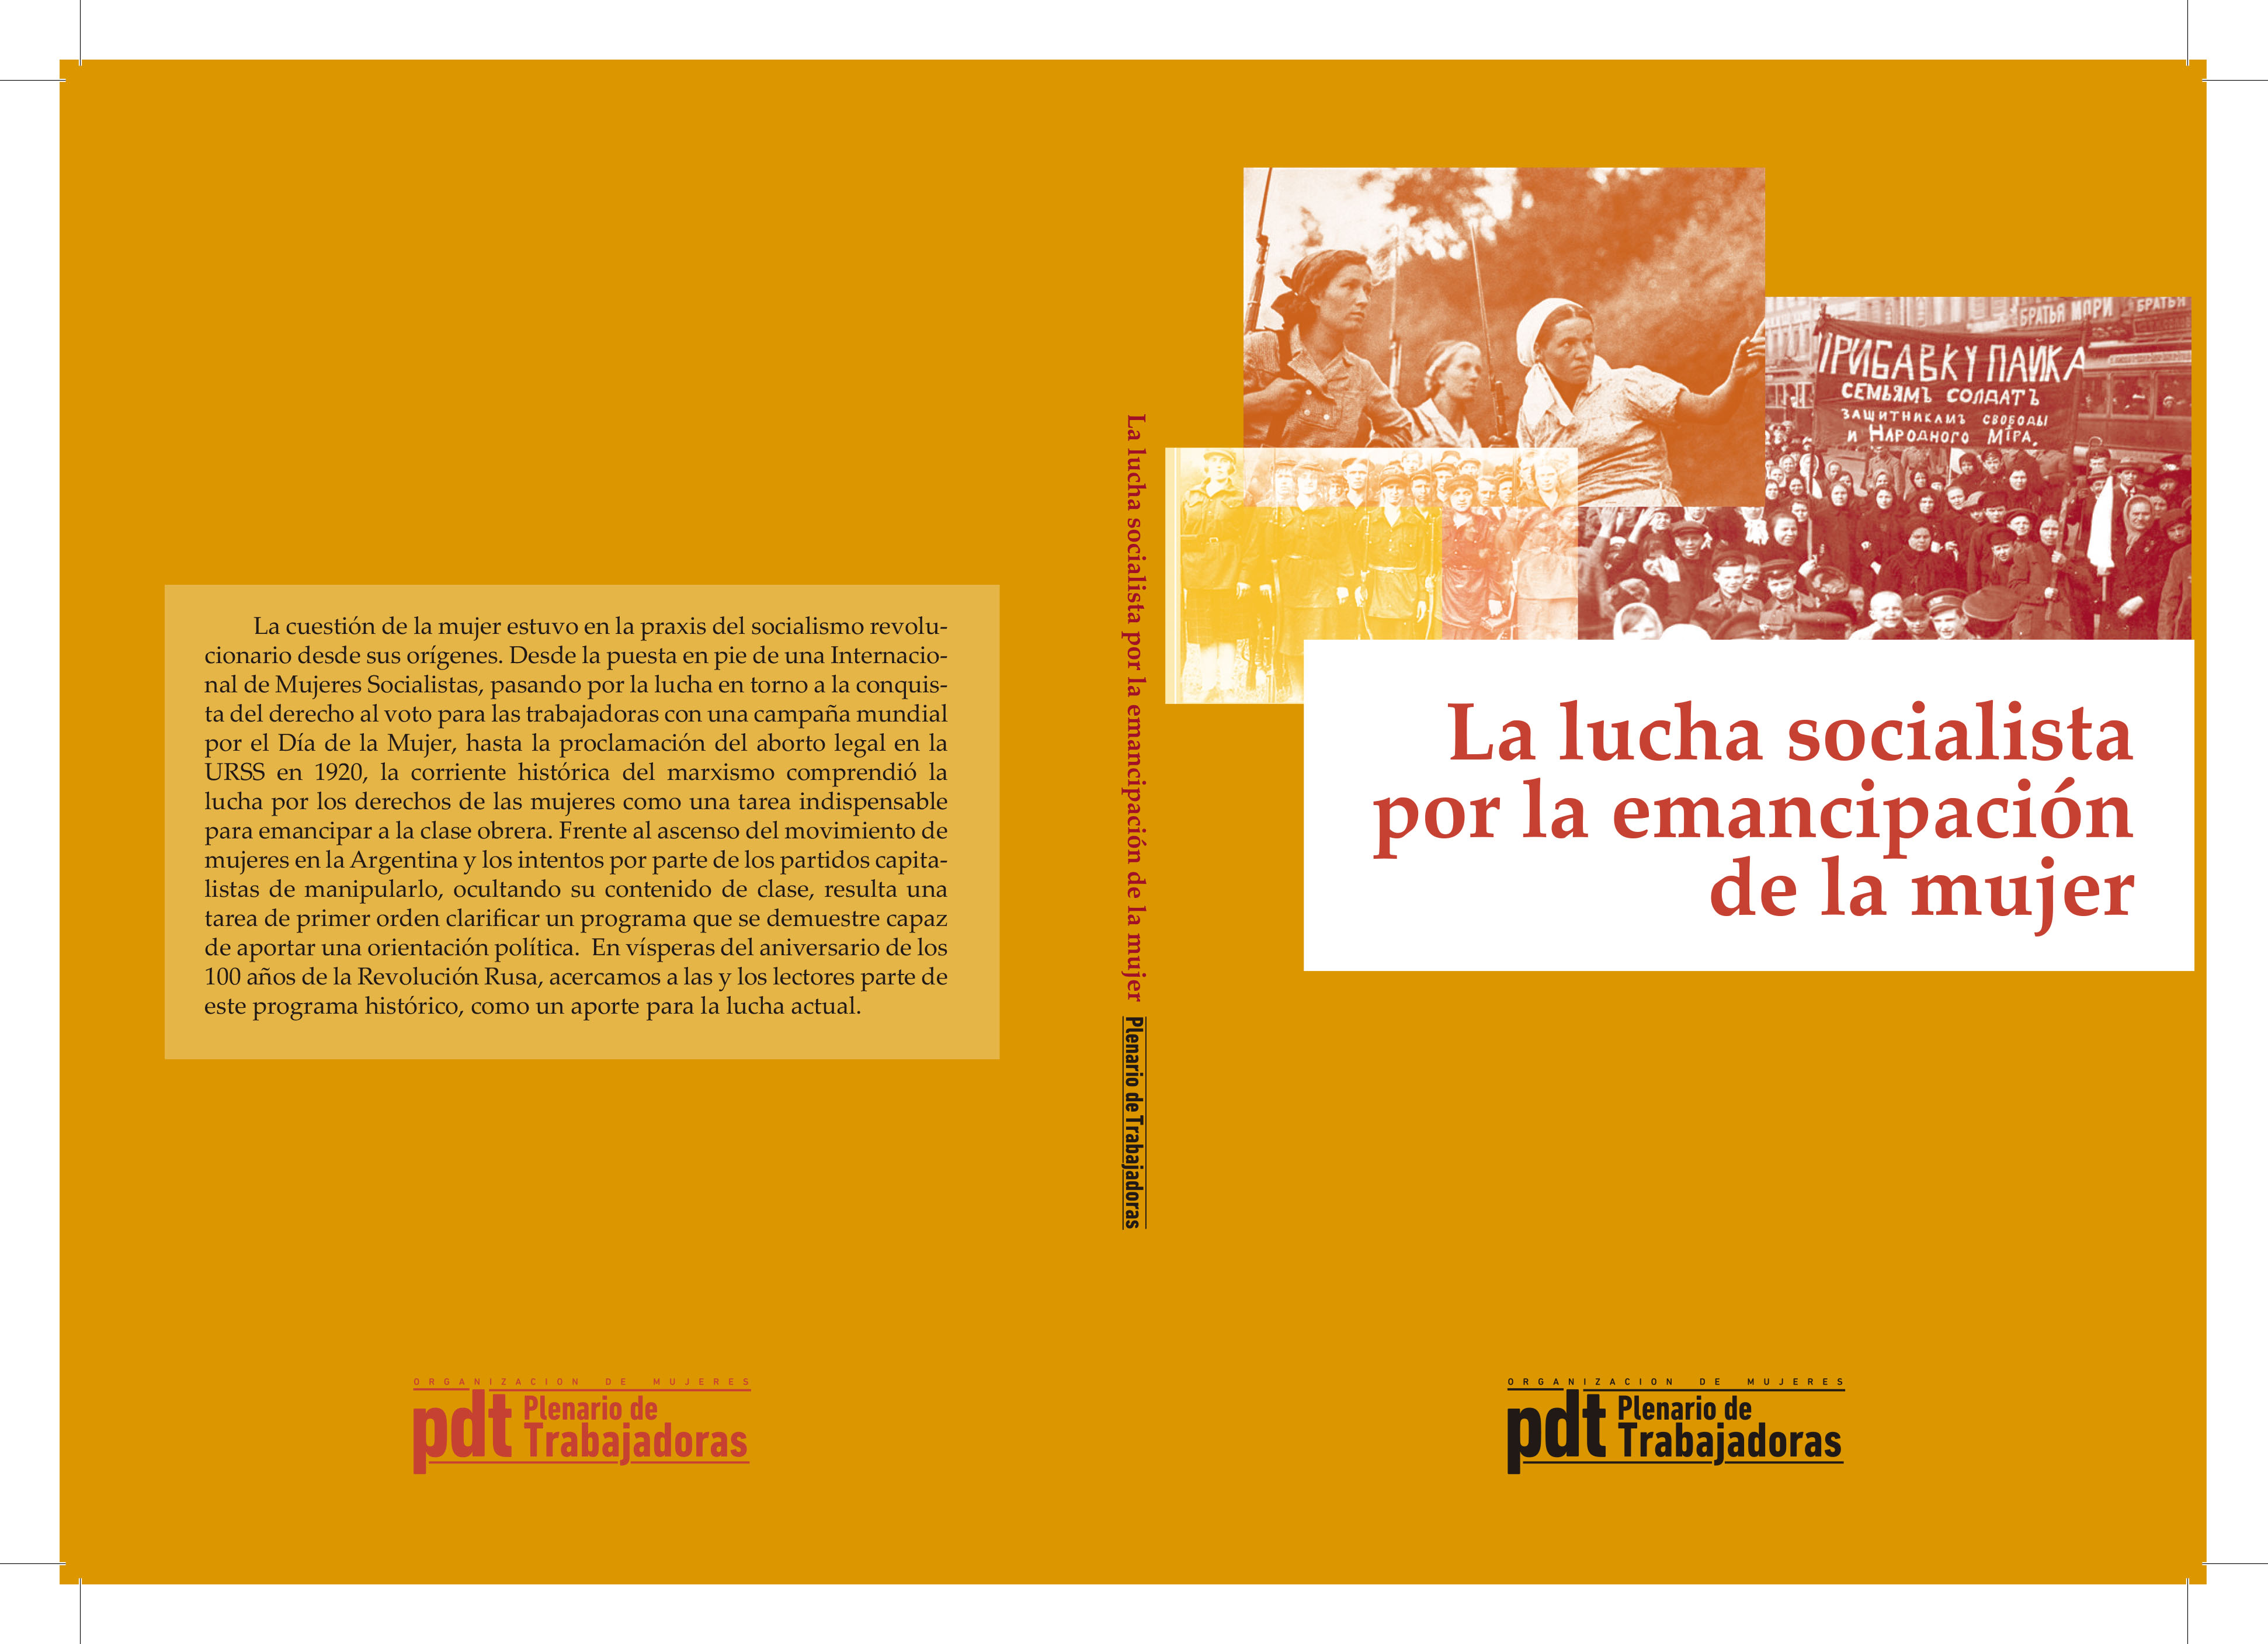 La cuestión de la mujer estuvo en la praxis del socialismo revolu-
cionario desde sus orígenes. Desde la puesta en pie de una Internacio-
nal de Mujeres Socialistas, pasando por la lucha en torno a la conquis-
ta del derecho al voto para las trabajadoras con una campaña mundial
por el Día de la Mujer, hasta la proclamación del aborto legal en la
URSS en 1920, la corriente histórica del marxismo comprendió la
lucha por los derechos de las mujeres como una tarea indispensable
para emancipar a la clase obrera. Frente al ascenso del movimiento de
mujeres en la Argentina y los intentos por parte de los partidos capita-
listas de manipularlo, ocultando su contenido de clase, resulta una
tarea de primer orden clarificar un programa que se demuestre capaz
de aportar una orientación política. En vísperas del aniversario de los
100 años de la Revolución Rusa, acercamos a las y los lectores parte de
este programa histórico, como un aporte para la lucha actual.
ORGANIZACION DE MUJERES
pdt Plenario de
Trabajadoras
La lucha socialista por la emancipación de la mujer Plenario de Trabajadoras
БРАТЬЯ МОРИ БРАТЬЯ
ПРИБАВКУ ПАЙКА
СЕМЬЯМЪ СОЛДАТЪ
ЗАЩИТНИКАМЪ СВОБОДЫ
И НАРОДНОГО МІРА.
La lucha socialista
por la emancipación
de la mujer
ORGANIZACION DE MUJERES
pdt Plenario de
Trabajadoras